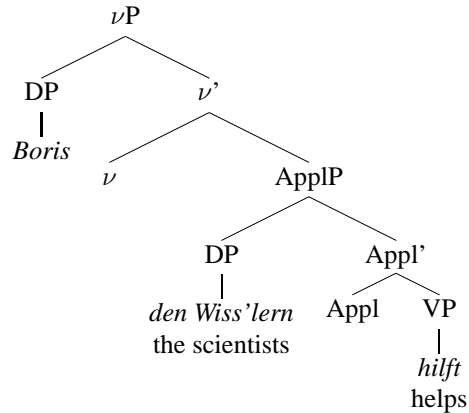 νP
DP ν’
Boris
ν ApplP
DP Appl’
den Wiss’lern Appl VP
the scientists
hilft
helps